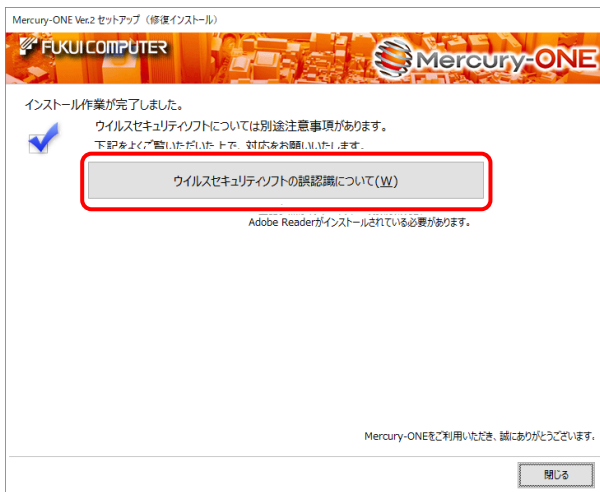 Mercury-ONE Ver.2 セットアップ（修復インストール）
FUKUI COMPUTER
Mercury-ONE
インストール作業が完了しました。
ウイルスセキュリティソフトについては別途注意事項があります。
下記をよくご覧いただいた上で、対応をお願いいたします。
ウイルスセキュリティソフトの誤認識について(W)
Adobe Readerがインストールされている必要があります。
Mercury-ONEをご利用いただき、誠にありがとうございます。
閉じる